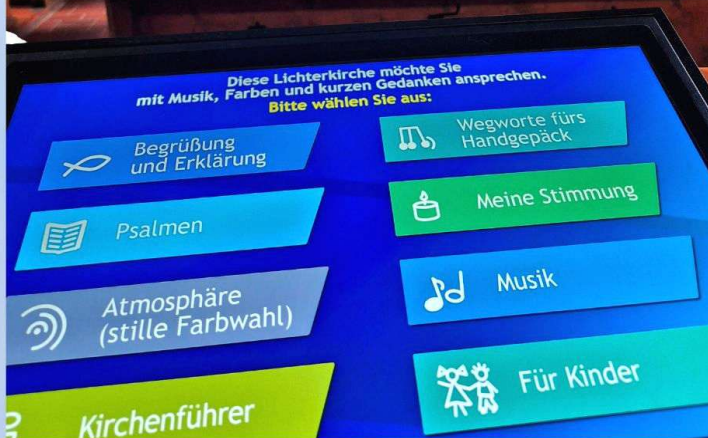 Diese Lichterkirche möchte Sie
mit Musik, Farben und kurzen Gedanken ansprechen.
Bitte wählen Sie aus:
Begrüßung
und Erklärung
Psalmen
Atmosphäre
(stille Farbwahl)
Kirchenführer
Wegworte fürs
Handgepäck
Meine Stimmung
Musik
Für Kinder